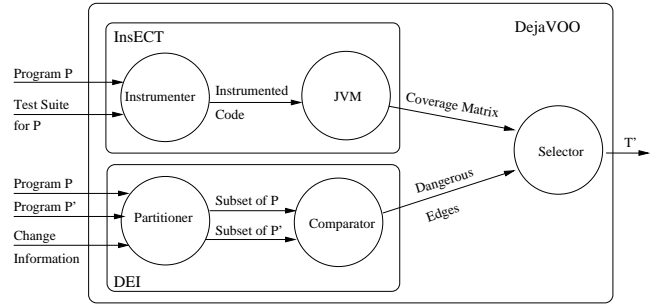 DejaVOO
InsECT
Program P
Test Suite
for P
Instrumenter
Instrumented
Code
JVM
Coverage Matrix
Selector
T'
Program P
Program P'
Change
Information
Partitioner
Subset of P
Subset of P'
Comparator
Dangerous
Edges
DEI